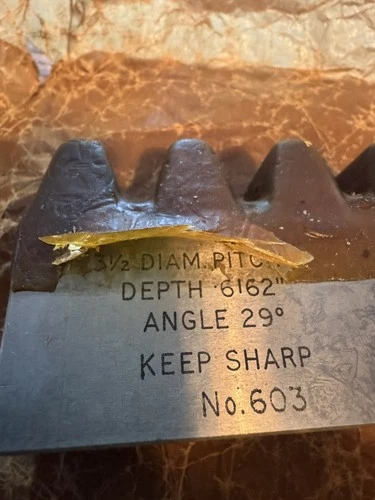 3½ DIAM. PITCH
DEPTH ·6162"
ANGLE 29°
KEEP SHARP
No. 603